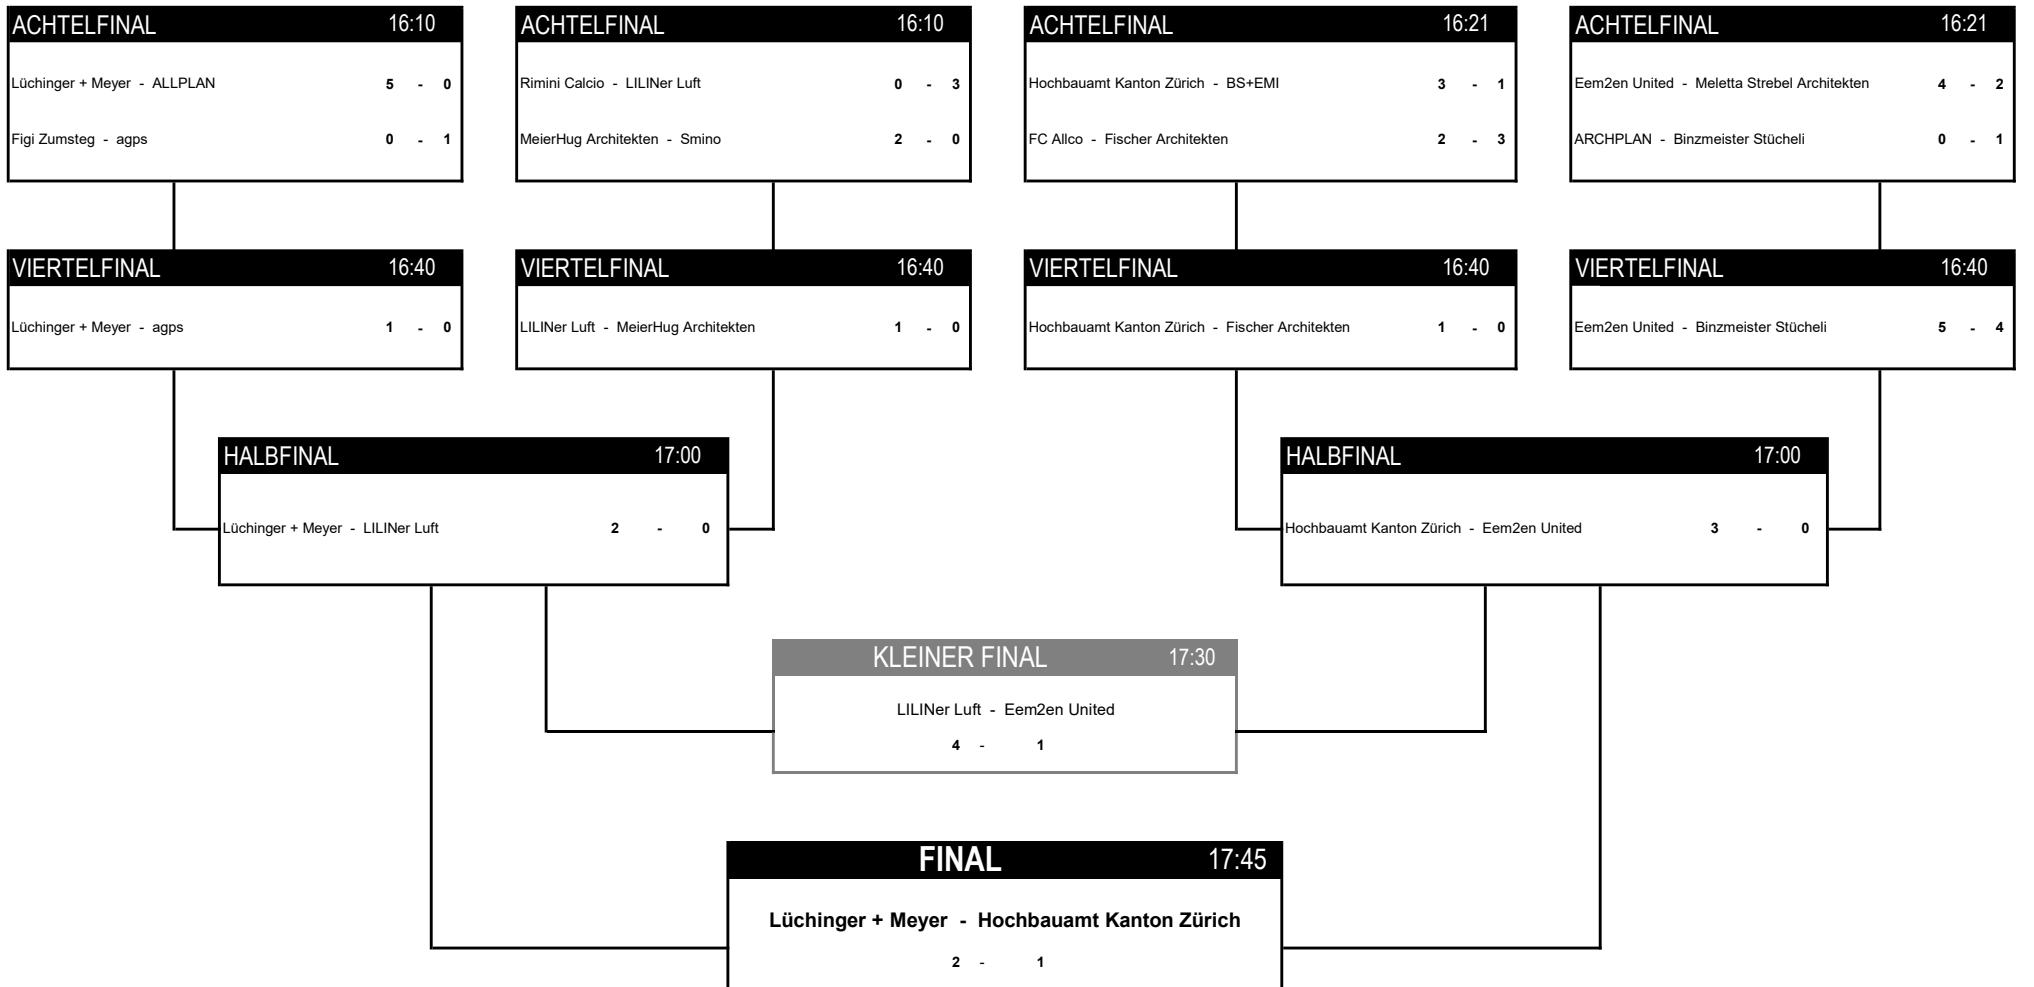 ACHTELFINAL 16:10
Lüchinger + Meyer - ALLPLAN 5 - 0
Figi Zumsteg - agps 0 - 1
ACHTELFINAL 16:10
Rimini Calcio - LILINer Luft 0 - 3
MeierHug Architekten - Smino 2 - 0
ACHTELFINAL 16:21
Hochbauamt Kanton Zürich - BS+EMI 3 - 1
FC Allco - Fischer Architekten 2 - 3
ACHTELFINAL 16:21
Eem2en United - Meletta Strebel Architekten 4 - 2
ARCHPLAN - Binzmeister Stücheli 0 - 1
VIERTELFINAL 16:40
Lüchinger + Meyer - agps 1 - 0
VIERTELFINAL 16:40
LILINer Luft - MeierHug Architekten 1 - 0
VIERTELFINAL 16:40
Hochbauamt Kanton Zürich - Fischer Architekten 1 - 0
VIERTELFINAL 16:40
Eem2en United - Binzmeister Stücheli 5 - 4
HALBFINAL 17:00
Lüchinger + Meyer - LILINer Luft 2 - 0
HALBFINAL 17:00
Hochbauamt Kanton Zürich - Eem2en United 3 - 0
KLEINER FINAL 17:30
LILINer Luft - Eem2en United
4 - 1
FINAL 17:45
Lüchinger + Meyer - Hochbauamt Kanton Zürich
2 - 1